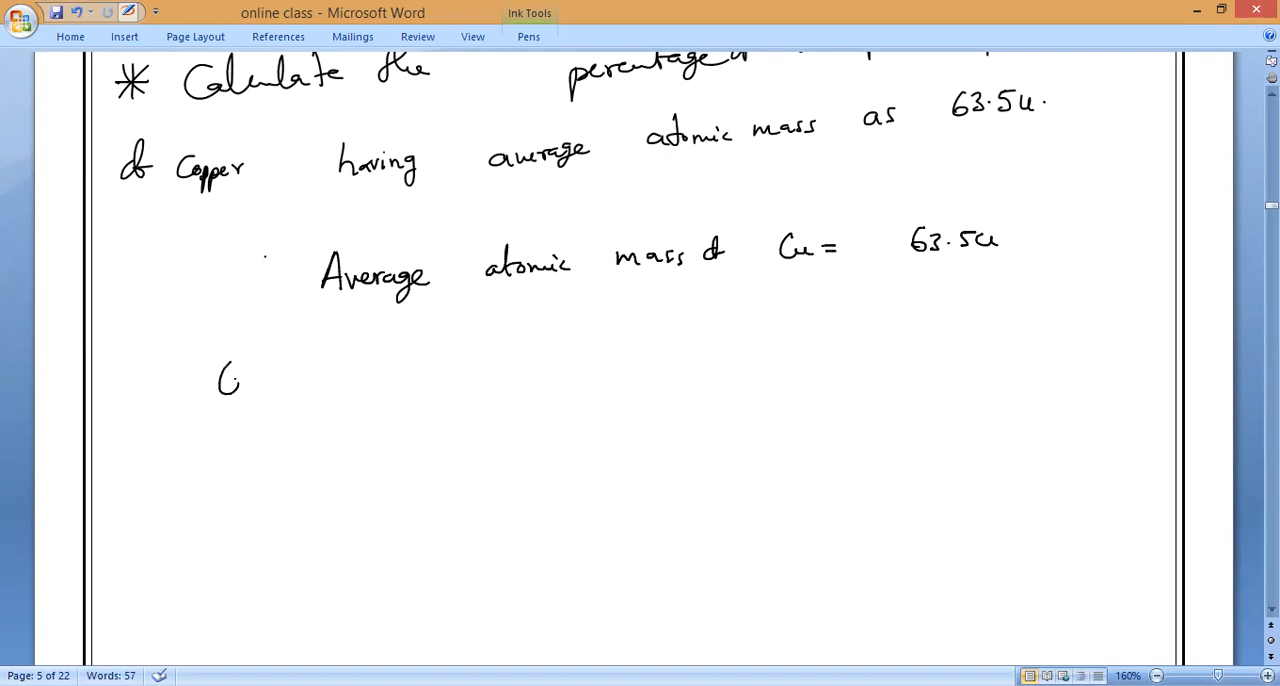 online class - Microsoft Word
Ink Tools
Home Insert Page Layout References Mailings Review View Pens
* Calculate the percentage
of Copper having average atomic mass as 63.5u.
Average atomic mass of Cu = 63.5u
C
Page: 5 of 22 Words: 57 160%